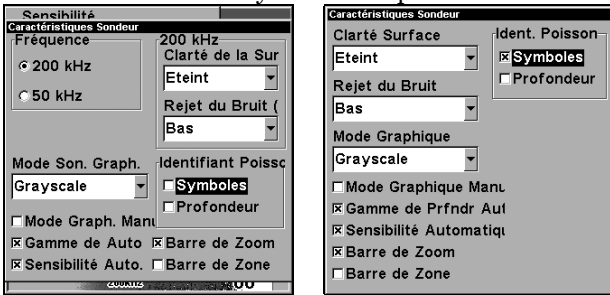 Sensibilité
Caractéristiques Sondeur
Fréquence
200 kHz
50 kHz
200 kHz
Clarté de la Sur
Eteint
Rejet du Bruit (
Bas
Mode Son. Graph.
Grayscale
Identifiant Poisso
Symboles
Profondeur
Mode Graph. Manu
Gamme de Auto
Barre de Zoom
Sensibilité Auto.
Barre de Zone
200kHz
Caractéristiques Sondeur
Clarté Surface
Eteint
Rejet du Bruit
Bas
Mode Graphique
Grayscale
Ident. Poisson
Symboles
Profondeur
Mode Graphique Manu
Gamme de Prfndr Aut
Sensibilité Automatiqu
Barre de Zoom
Barre de Zone